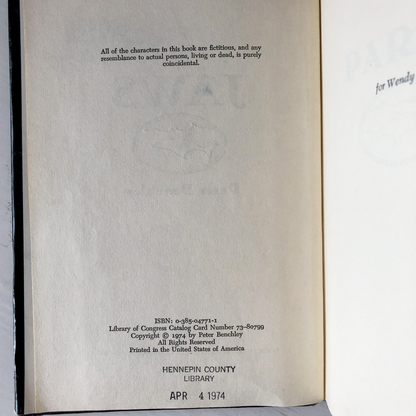 All of the characters in this book are fictitious, and any
resemblance to actual persons, living or dead, is purely
coincidental.
ISBN: 0-385-04771-1
Library of Congress Catalog Card Number 73-80799
Copyright © 1974 by Peter Benchley
All Rights Reserved
Printed in the United States of America
HENNEPIN COUNTY
LIBRARY
APR 4 1974
for Wendy